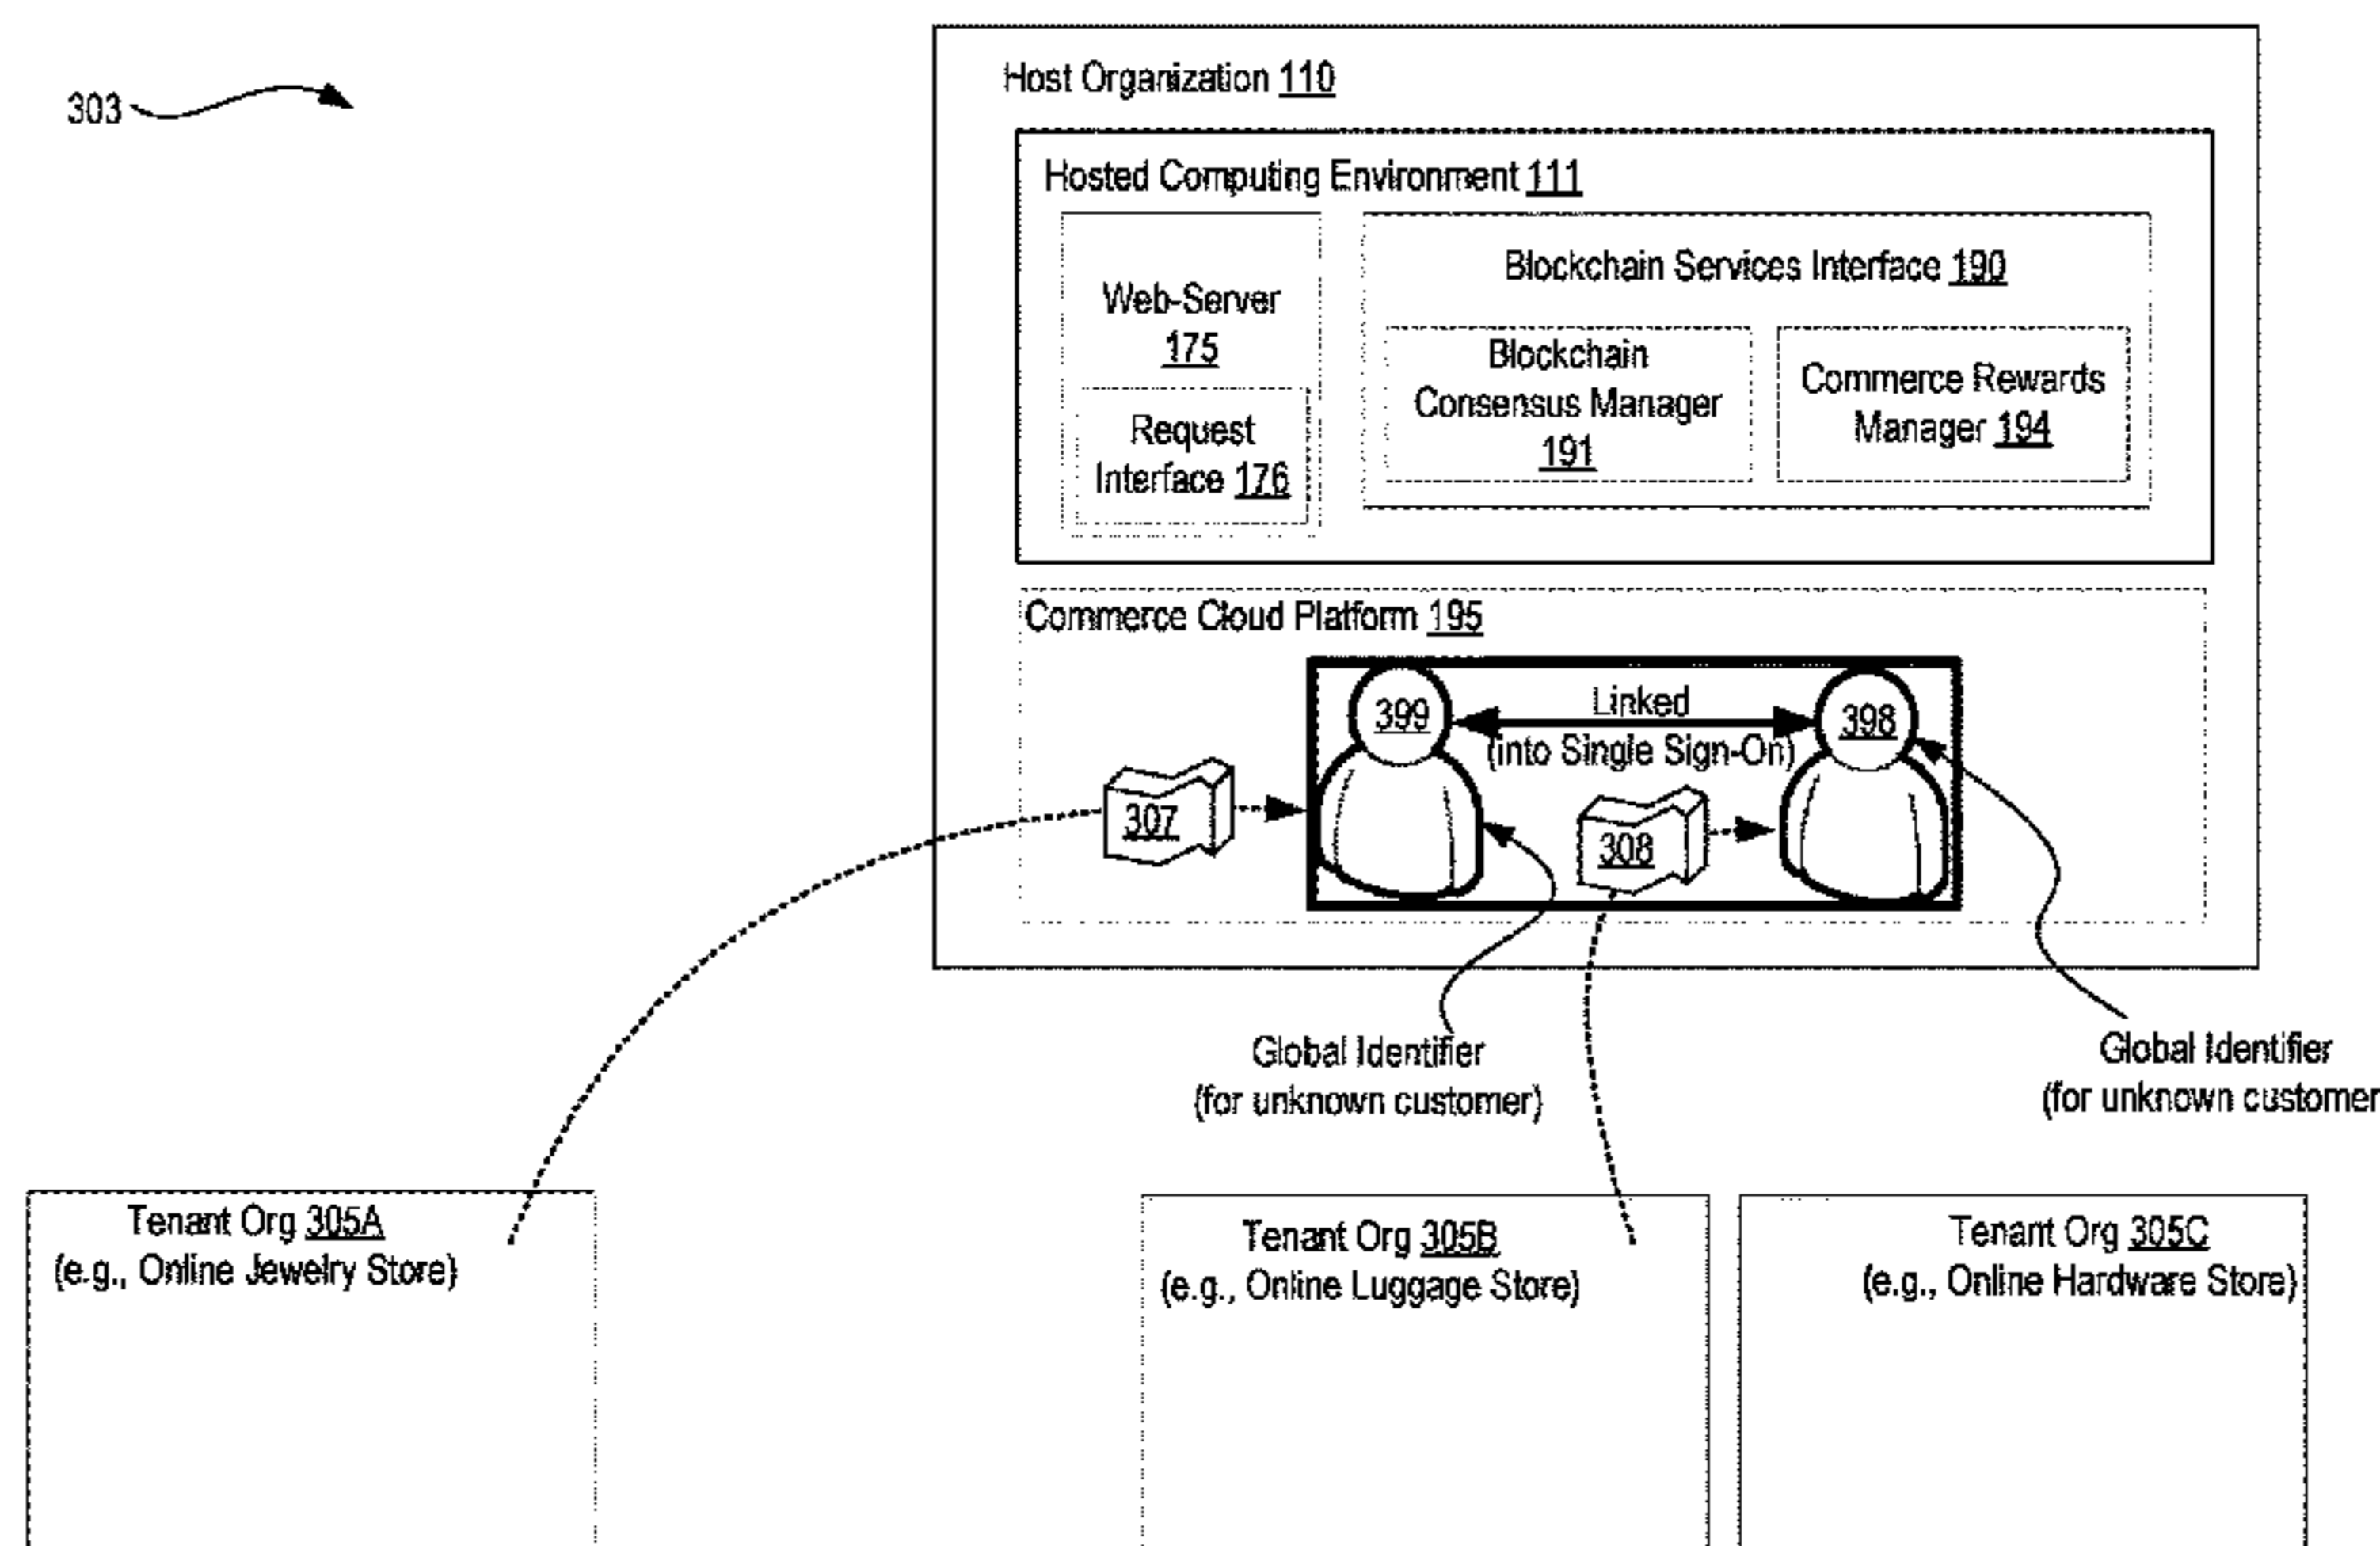 303
Host Organization 110
Hosted Computing Environment 111
Web-Server
175
Request
Interface 176
Blockchain Services Interface 190
Blockchain
Consensus Manager
191
Commerce Rewards
Manager 194
Commerce Cloud Platform 195
399
Linked
(into Single Sign-On)
398
307
308
Global Identifier
(for unknown customer)
Global Identifier
(for unknown customer
Tenant Org 305A
(e.g., Online Jewelry Store)
Tenant Org 305B
(e.g., Online Luggage Store)
Tenant Org 305C
(e.g., Online Hardware Store)